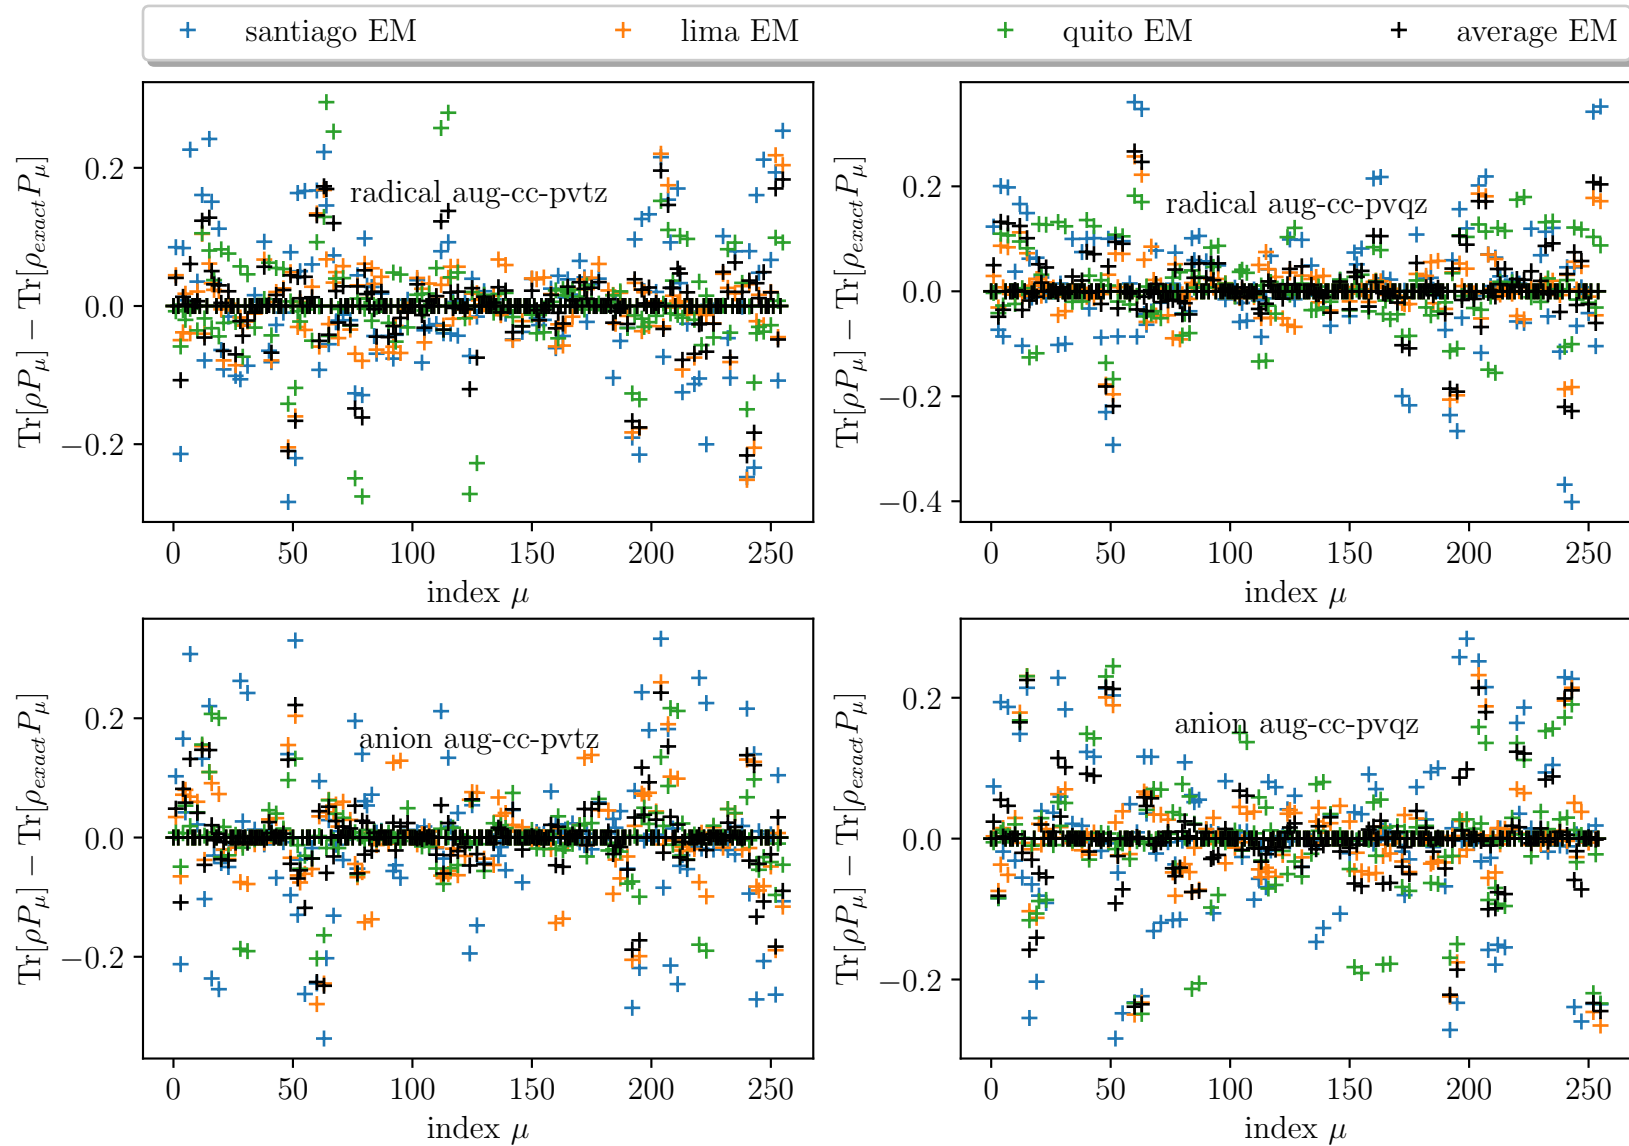 santiago EM lima EM quito EM average EM
Tr[ρP_μ] − Tr[ρ_exact P_μ]
0.2
0.0
−0.2
radical aug-cc-pvtz
0 50 100 150 200 250
index μ
Tr[ρP_μ] − Tr[ρ_exact P_μ]
0.2
0.0
−0.2
−0.4
radical aug-cc-pvqz
0 50 100 150 200 250
index μ
Tr[ρP_μ] − Tr[ρ_exact P_μ]
0.2
0.0
−0.2
anion aug-cc-pvtz
0 50 100 150 200 250
index μ
Tr[ρP_μ] − Tr[ρ_exact P_μ]
0.2
0.0
−0.2
anion aug-cc-pvqz
0 50 100 150 200 250
index μ